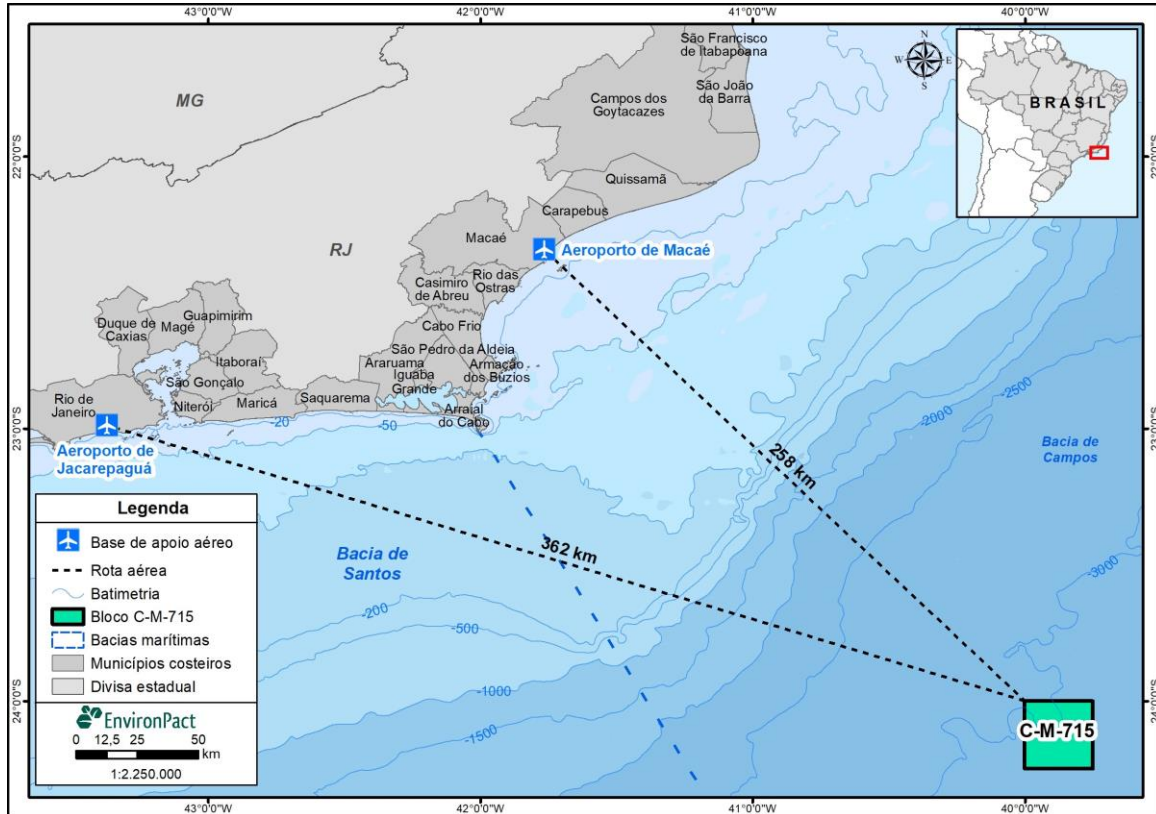 43°0'0"W
42°0'0"W
41°0'0"W
40°0'0"W
22°0'0"S
23°0'0"S
24°0'0"S
22°0'0"S
23°0'0"S
24°0'0"S
MG
RJ
São Francisco
de Itabapoana
São João
da Barra
Campos dos
Goytacazes
Quissamã
Carapebus
Macaé
Aeroporto de Macaé
Casimiro
de Abreu
Rio das
Ostras
Cabo Frio
São Pedro da Aldeia
Araruama
Iguaba
Grande
Armação
dos Búzios
Arraial
do Cabo
Duque de
Caxias
Magé
Guapimirim
Itaboraí
São Gonçalo
Niterói
Maricá
Saquarema
Rio de
Janeiro
Aeroporto de
Jacarepaguá
N
W
E
S
BRASIL
-20
-50
-200
-500
-1000
-1500
-2000
-2500
-3000
258 km
362 km
Bacia de
Campos
Bacia de
Santos
C-M-715
Legenda
Base de apoio aéreo
Rota aérea
Batimetria
Bloco C-M-715
Bacias marítimas
Municípios costeiros
Divisa estadual
EnvironPact
0 12,5 25 50
km
1:2.250.000
43°0'0"W
42°0'0"W
41°0'0"W
40°0'0"W